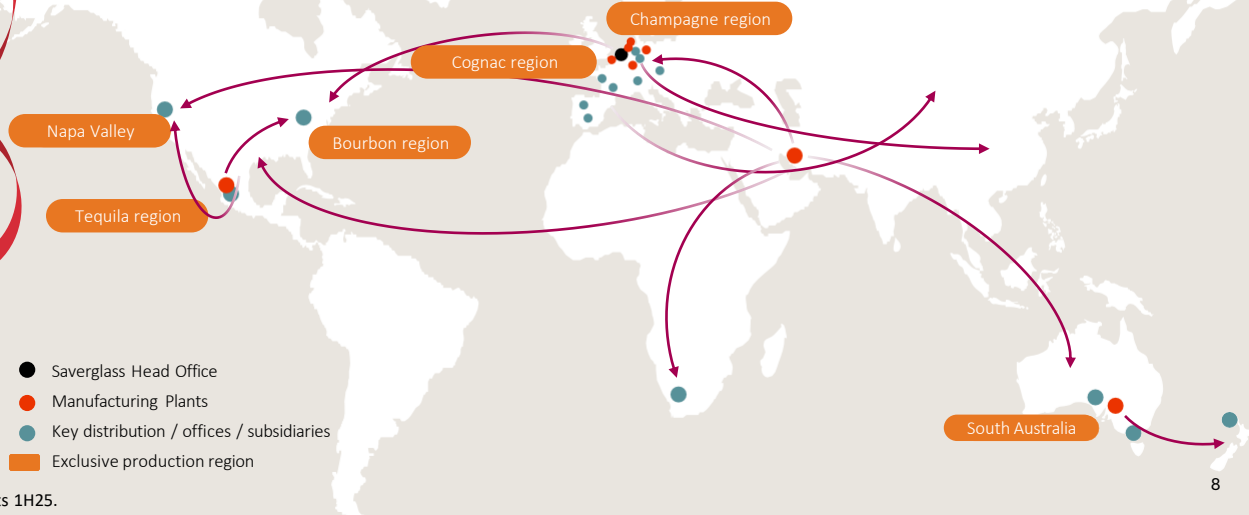 Champagne region
Cognac region
Napa Valley
Bourbon region
Tequila region
Saverglass Head Office
Manufacturing Plants
Key distribution / offices / subsidiaries
South Australia
Exclusive production region
8
1H25.